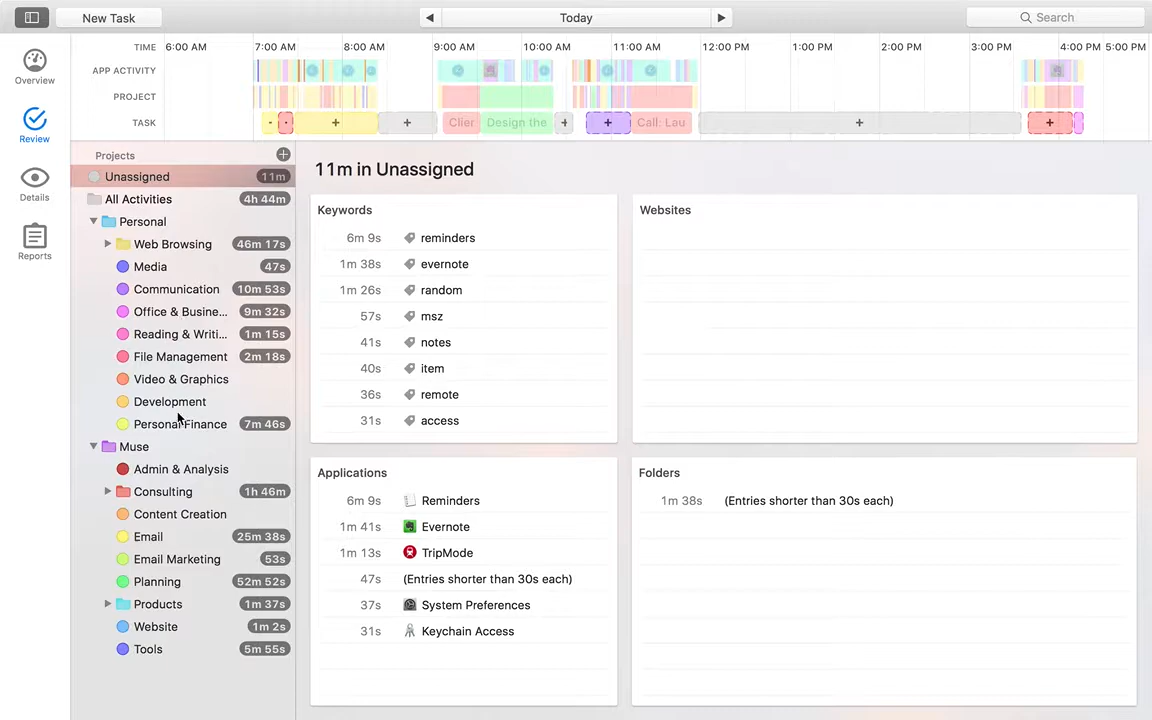 New Task
Today
Search
TIME 6:00 AM 7:00 AM 8:00 AM 9:00 AM 10:00 AM 11:00 AM 12:00 PM 1:00 PM 2:00 PM 3:00 PM 4:00 PM 5:00 PM
APP ACTIVITY
PROJECT
TASK Clier Design the Call: Lau
Overview
Review
Details
Reports
Projects
Unassigned 11m
All Activities 4h 44m
Personal
Web Browsing 46m 17s
Media 47s
Communication 10m 53s
Office & Busine... 9m 32s
Reading & Writi... 1m 15s
File Management 2m 18s
Video & Graphics
Development
Personal Finance 7m 46s
Muse
Admin & Analysis
Consulting 1h 46m
Content Creation
Email 25m 38s
Email Marketing 53s
Planning 52m 52s
Products 1m 37s
Website 1m 2s
Tools 5m 55s
11m in Unassigned
Keywords
6m 9s reminders
1m 38s evernote
1m 26s random
57s msz
41s notes
40s item
36s remote
31s access
Websites
Applications
6m 9s Reminders
1m 41s Evernote
1m 13s TripMode
47s (Entries shorter than 30s each)
37s System Preferences
31s Keychain Access
Folders
1m 38s (Entries shorter than 30s each)